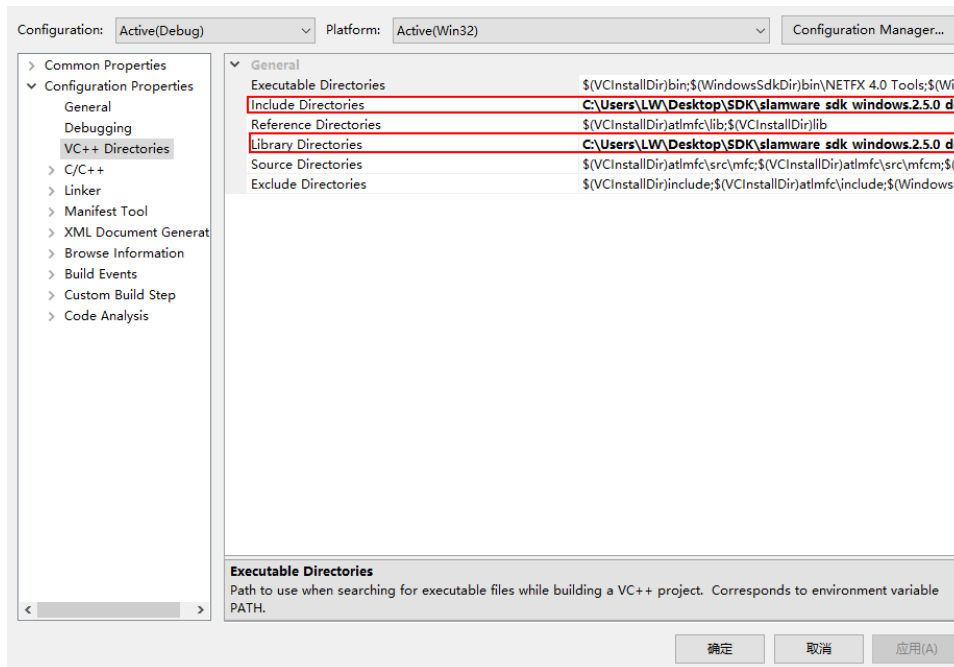 Configuration: Active(Debug) Platform: Active(Win32) Configuration Manager...
Common Properties
Configuration Properties
General
Debugging
VC++ Directories
C/C++
Linker
Manifest Tool
XML Document Generat
Browse Information
Build Events
Custom Build Step
Code Analysis
General
Executable Directories $(VCInstallDir)bin;$(WindowsSdkDir)bin\NETFX 4.0 Tools;$(Wi
Include Directories C:\Users\LW\Desktop\SDK\slamware sdk windows.2.5.0 d
Reference Directories $(VCInstallDir)atlmfc\lib;$(VCInstallDir)lib
Library Directories C:\Users\LW\Desktop\SDK\slamware sdk windows.2.5.0 d
Source Directories $(VCInstallDir)atlmfc\src\mfc;$(VCInstallDir)atlmfc\src\mfcm;$(
Exclude Directories $(VCInstallDir)include;$(VCInstallDir)atlmfc\include;$(Windows
Executable Directories
Path to use when searching for executable files while building a VC++ project. Corresponds to environment variable
PATH.
确定 取消 应用(A)